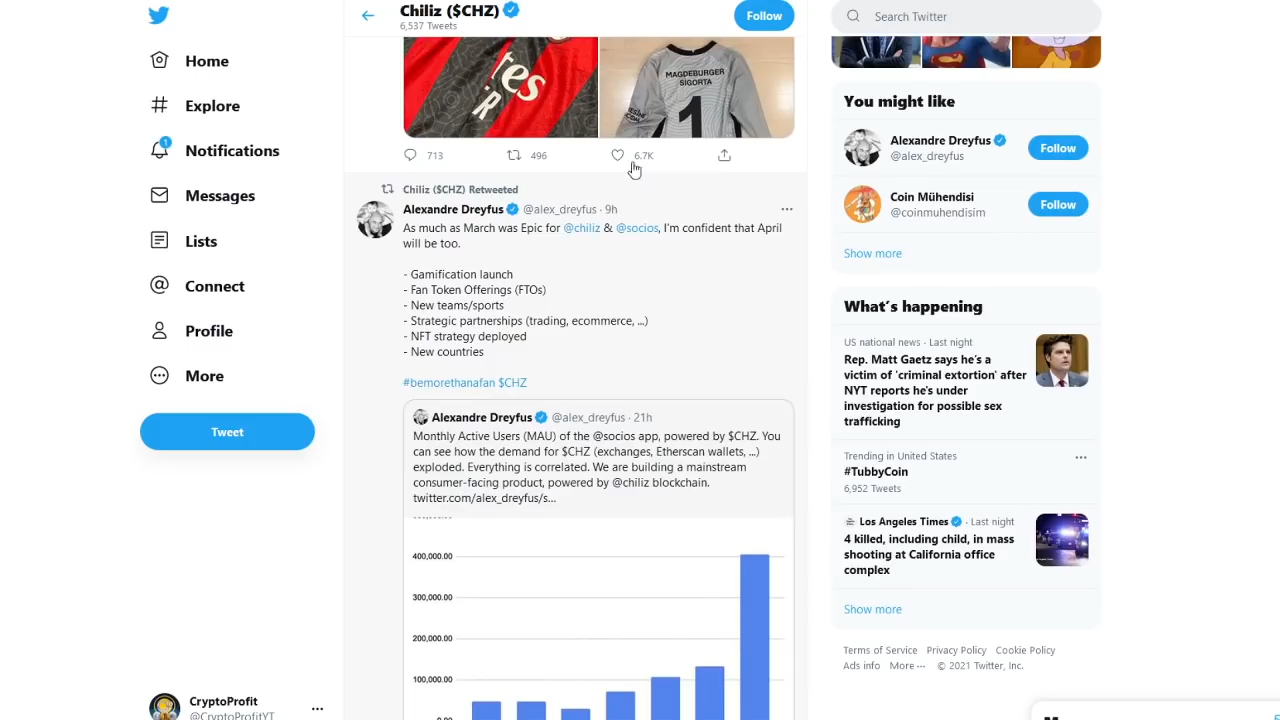 Home
Explore
1
Notifications
Messages
Lists
Connect
Profile
More
Tweet
CryptoProfit
@CryptoProfitYT
Chiliz ($CHZ)
6,537 Tweets
Follow
MAGDEBURGER
SIGORTA
1
713
496
6.7K
Chiliz ($CHZ) Retweeted
Alexandre Dreyfus @alex_dreyfus · 9h
As much as March was Epic for @chiliz & @socios, I'm confident that April
will be too.
- Gamification launch
- Fan Token Offerings (FTOs)
- New teams/sports
- Strategic partnerships (trading, ecommerce, ...)
- NFT strategy deployed
- New countries
#bemorethanafan $CHZ
Alexandre Dreyfus @alex_dreyfus · 21h
Monthly Active Users (MAU) of the @socios app, powered by $CHZ. You
can see how the demand for $CHZ (exchanges, Etherscan wallets, ...)
exploded. Everything is correlated. We are building a mainstream
consumer-facing product, powered by @chiliz blockchain.
twitter.com/alex_dreyfus/s...
400,000.00
300,000.00
200,000.00
100,000.00
0.00
Search Twitter
You might like
Alexandre Dreyfus
@alex_dreyfus
Follow
Coin Mühendisi
@coinmuhendisim
Follow
Show more
What's happening
US national news · Last night
Rep. Matt Gaetz says he's a
victim of 'criminal extortion' after
NYT reports he's under
investigation for possible sex
trafficking
Trending in United States
#TubbyCoin
6,952 Tweets
Los Angeles Times · Last night
4 killed, including child, in mass
shooting at California office
complex
Show more
Terms of Service Privacy Policy Cookie Policy
Ads info More ··· © 2021 Twitter, Inc.